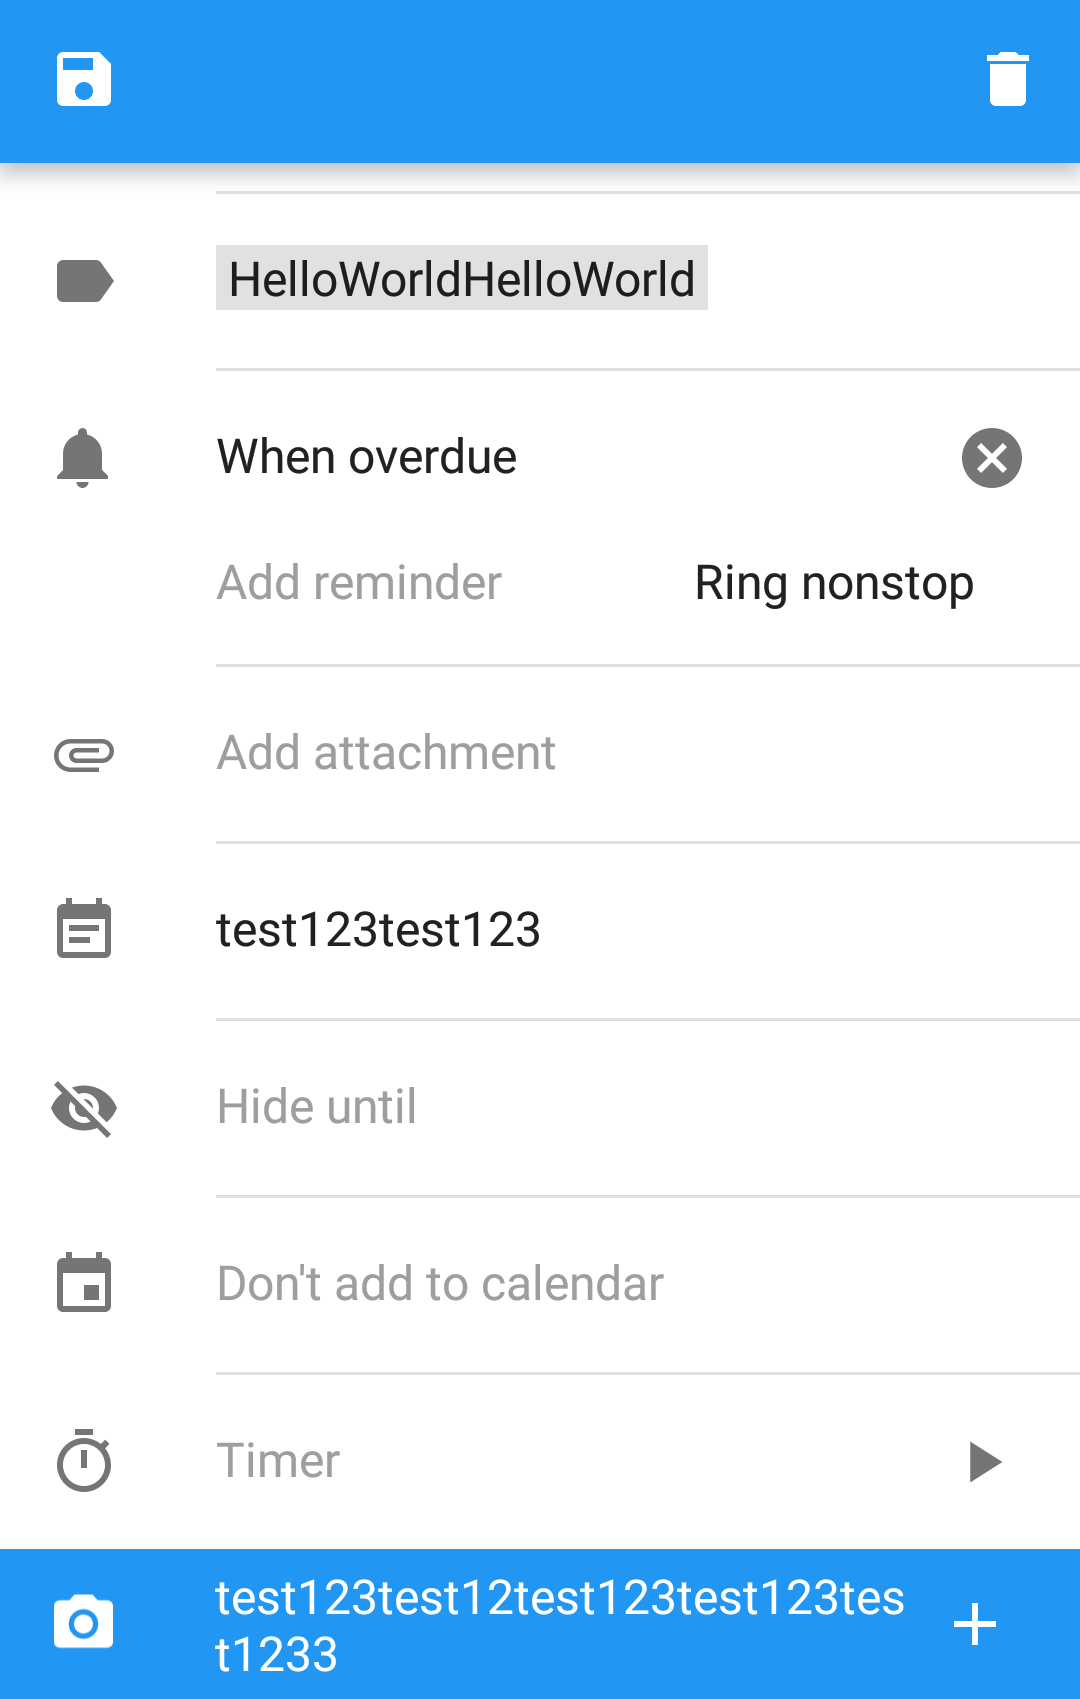 HelloWorldHelloWorld
When overdue
Add reminder Ring nonstop
Add attachment
test123test123
Hide until
Don't add to calendar
Timer
test123test12test123test123tes
t1233